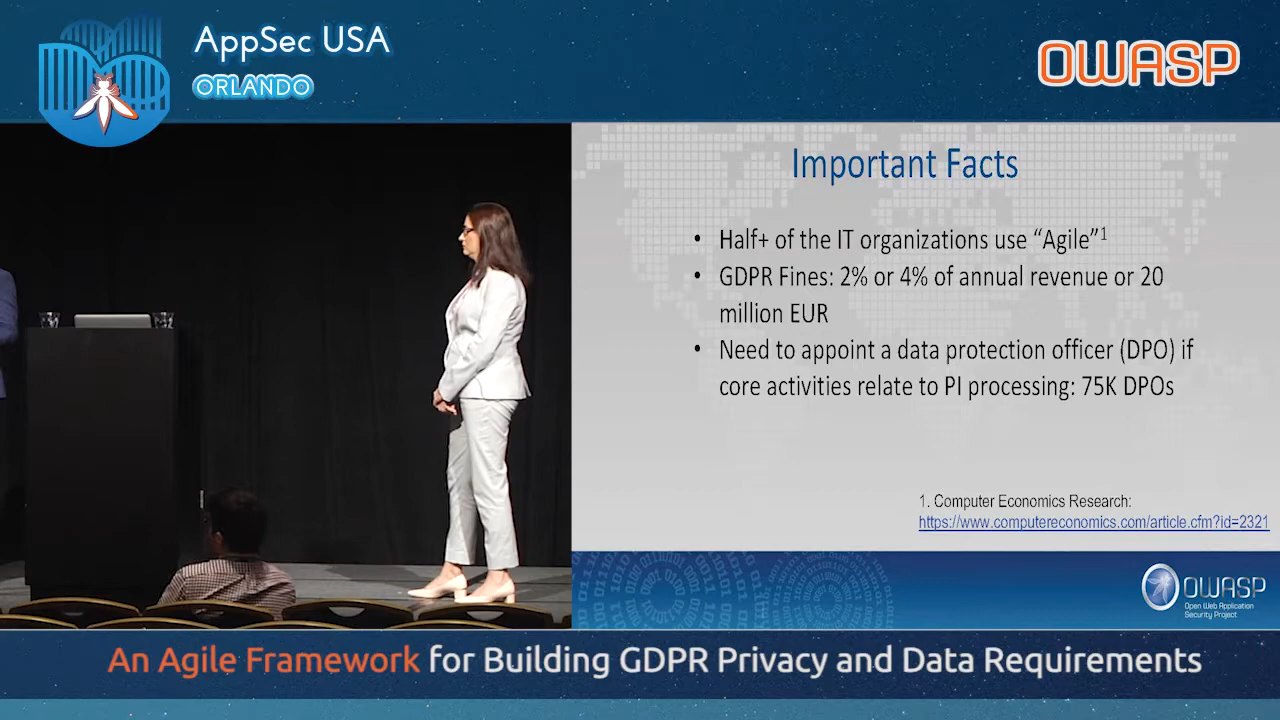 AppSec USA
ORLANDO
OWASP
Important Facts
• Half+ of the IT organizations use “Agile”1
• GDPR Fines: 2% or 4% of annual revenue or 20
million EUR
• Need to appoint a data protection officer (DPO) if
core activities relate to PI processing: 75K DPOs
1. Computer Economics Research:
https://www.computereconomics.com/article.cfm?id=2321
OWASP
Open Web Application
Security Project
An Agile Framework for Building GDPR Privacy and Data Requirements